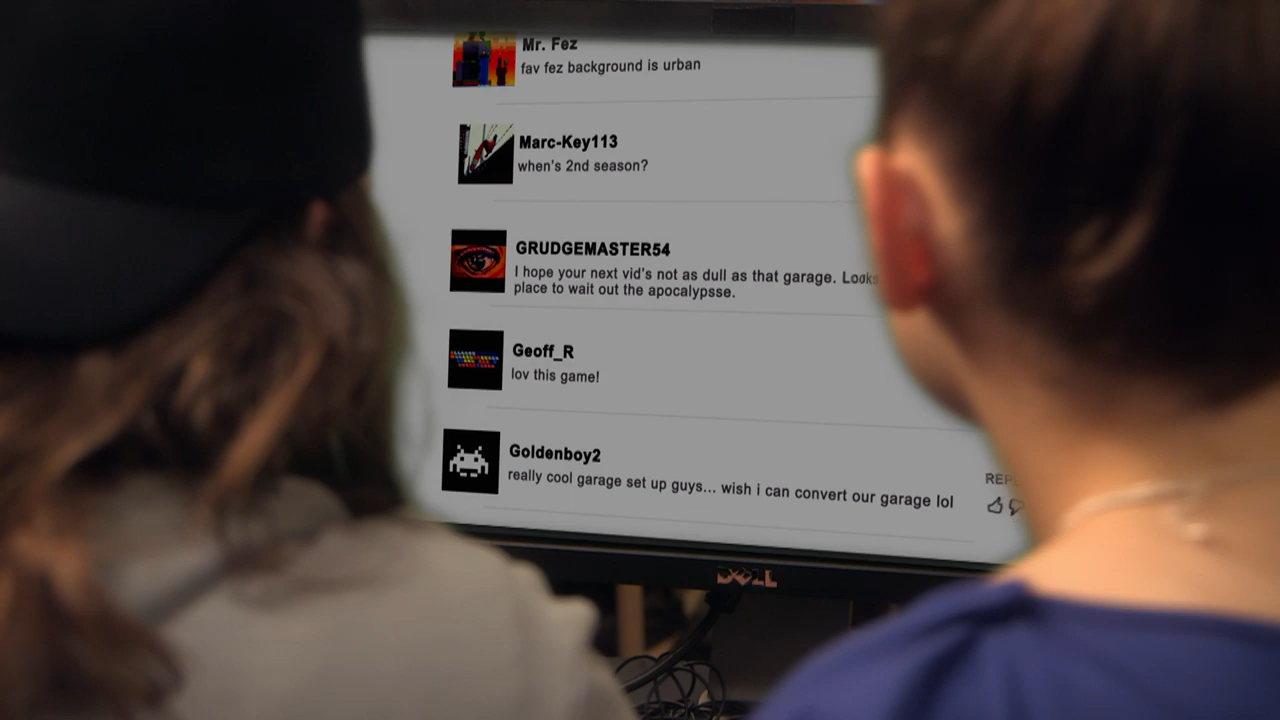 Mr. Fez
fav fez background is urban
Marc-Key113
when's 2nd season?
GRUDGEMASTER54
I hope your next vid's not as dull as that garage. Looks
place to wait out the apocalypsse.
Geoff_R
lov this game!
Goldenboy2
really cool garage set up guys... wish i can convert our garage lol
DELL